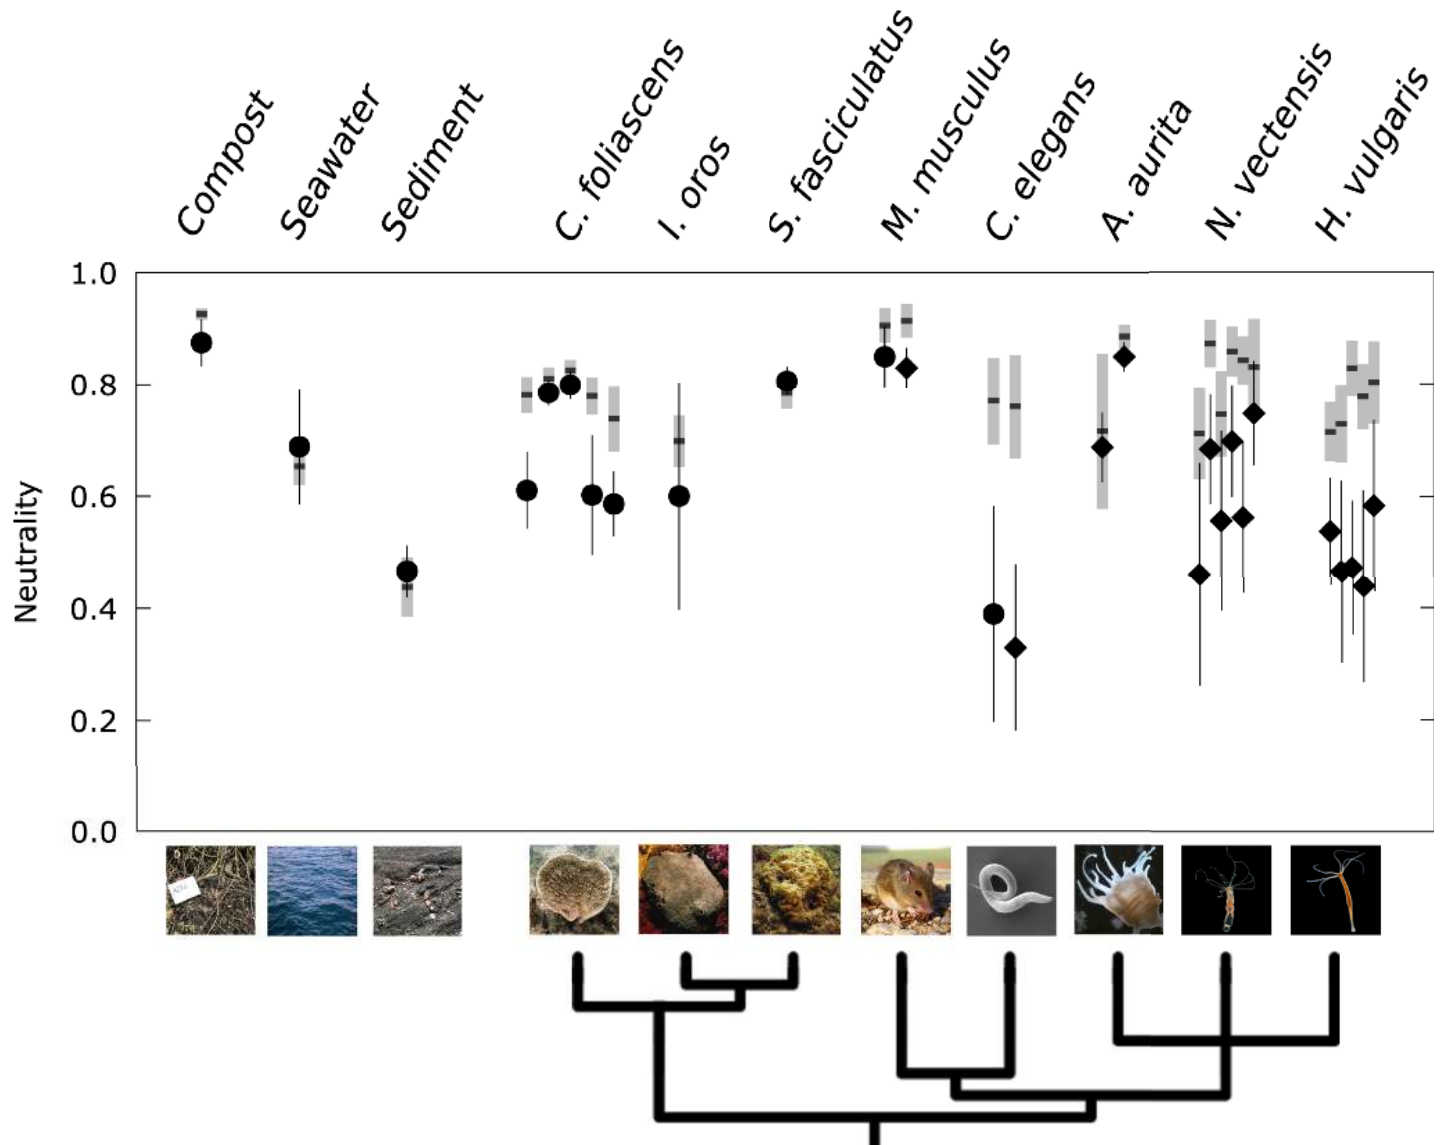 Compost
Seawater
Sediment
C. foliascens
I. oros
S. fasciculatus
M. musculus
C. elegans
A. aurita
N. vectensis
H. vulgaris
Neutrality
1.0
0.8
0.6
0.4
0.2
0.0